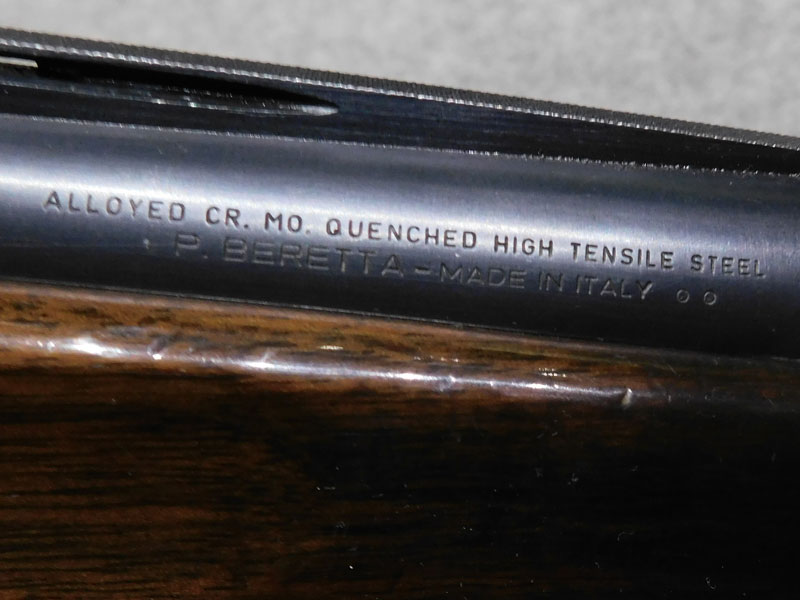 ALLOYED CR. MO. QUENCHED HIGH TENSILE STEEL
P. BERETTA - MADE IN ITALY o o